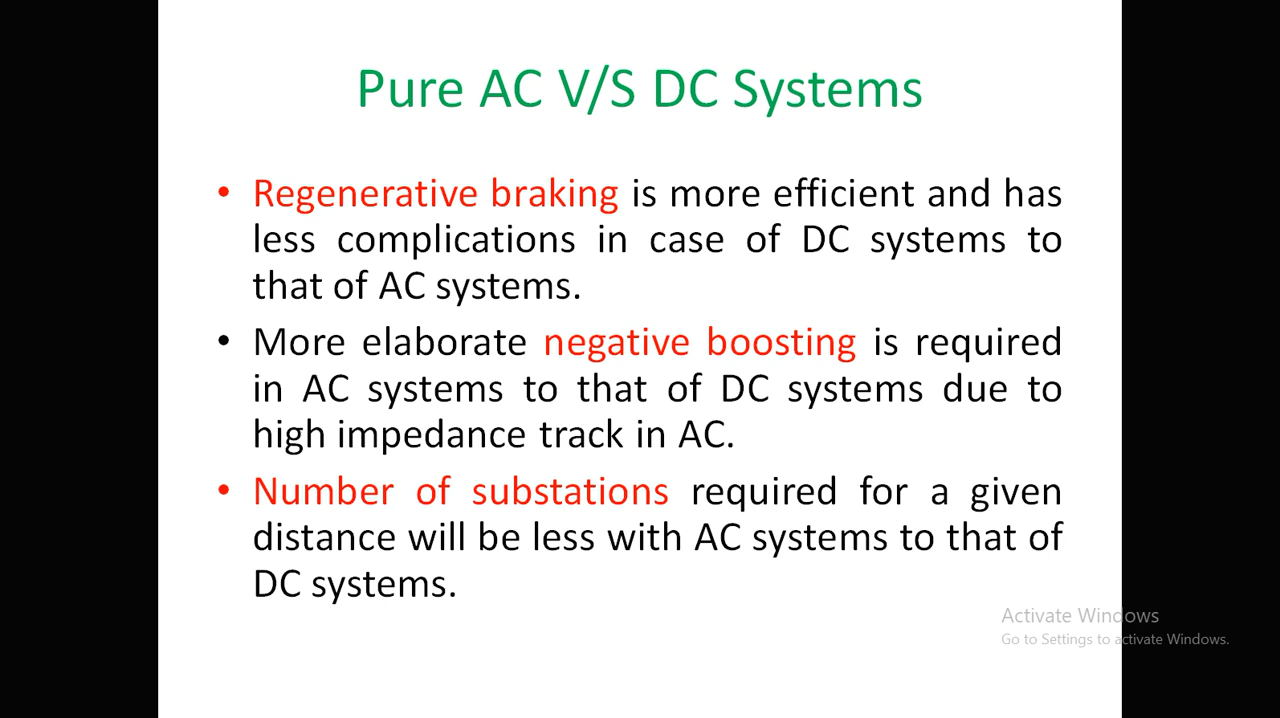 Pure AC V/S DC Systems
• Regenerative braking is more efficient and has
less complications in case of DC systems to
that of AC systems.
• More elaborate negative boosting is required
in AC systems to that of DC systems due to
high impedance track in AC.
• Number of substations required for a given
distance will be less with AC systems to that of
DC systems.
Activate Windows
Go to Settings to activate Windows.